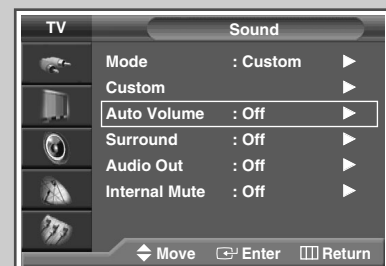 TV Sound
Mode : Custom
Custom
Auto Volume : Off
Surround : Off
Audio Out : Off
Internal Mute : Off
Move Enter Return